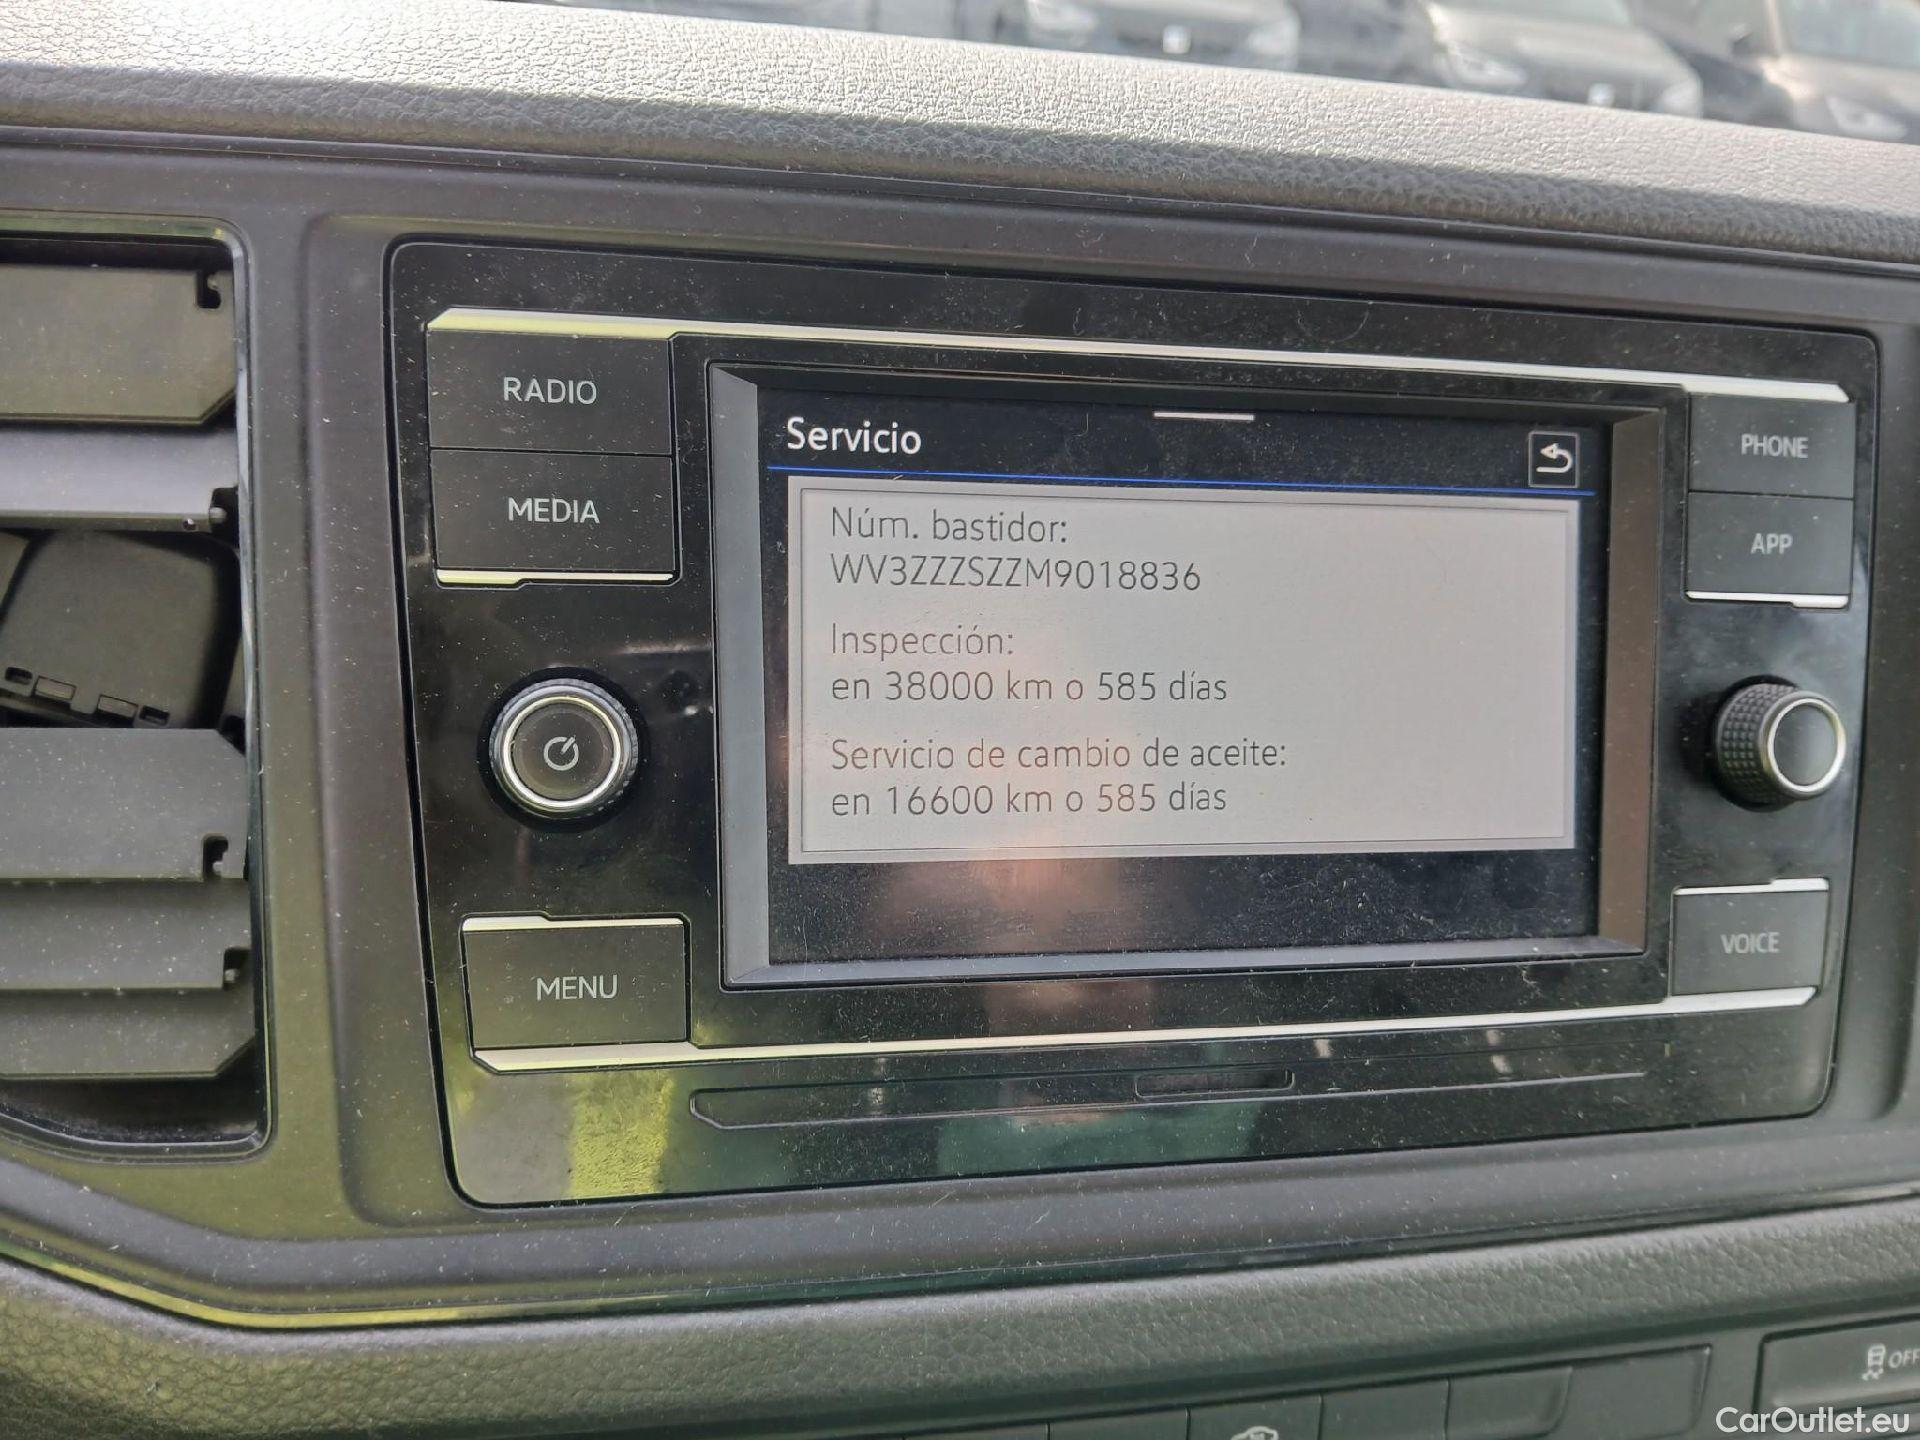 RADIO
MEDIA
MENU
Servicio
Núm. bastidor:
WV3ZZZSZZM9018836
Inspección:
en 38000 km o 585 días
Servicio de cambio de aceite:
en 16600 km o 585 días
PHONE
APP
VOICE
OFF
CarOutlet.eu